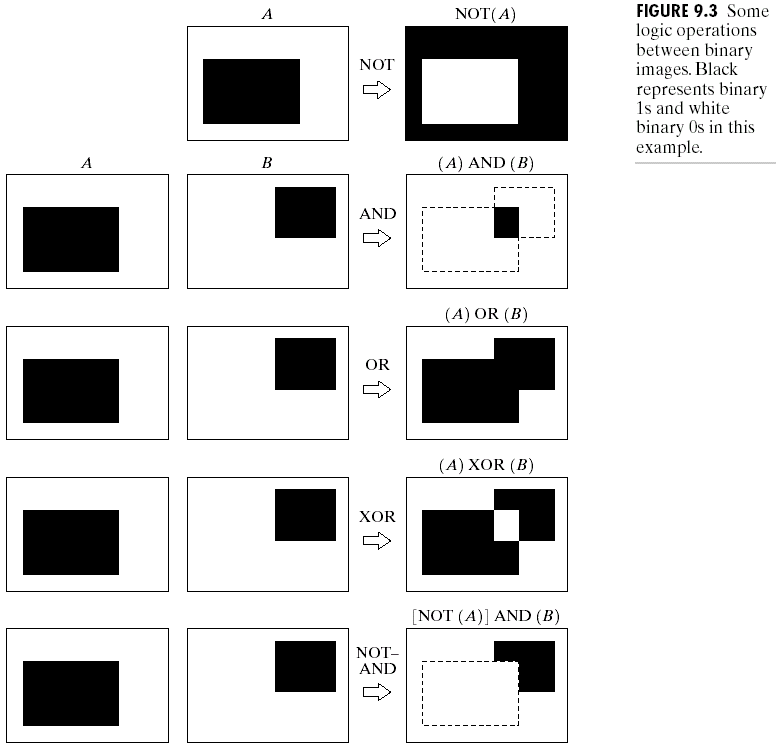 A
NOT(A)
NOT
FIGURE 9.3 Some
logic operations
between binary
images. Black
represents binary
1s and white
binary 0s in this
example.
A
B
(A) AND (B)
AND
(A) OR (B)
OR
(A) XOR (B)
XOR
[NOT (A)] AND (B)
NOT–
AND